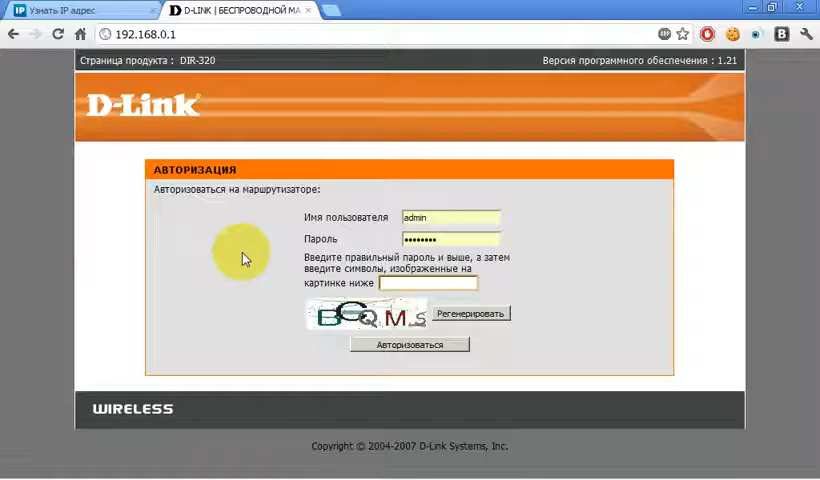 Узнать IP адрес
D-LINK | БЕСПРОВОДНОЙ МА
192.168.0.1
Страница продукта : DIR-320
Версия программного обеспечения : 1.21
D-Link
АВТОРИЗАЦИЯ
Авторизоваться на маршрутизаторе:
Имя пользователя admin
Пароль ••••••••
Введите правильный пароль и выше, а затем
введите символы, изображенные на
картинке ниже
BCQMS
Регенерировать
Авторизоваться
WIRELESS
Copyright © 2004-2007 D-Link Systems, Inc.